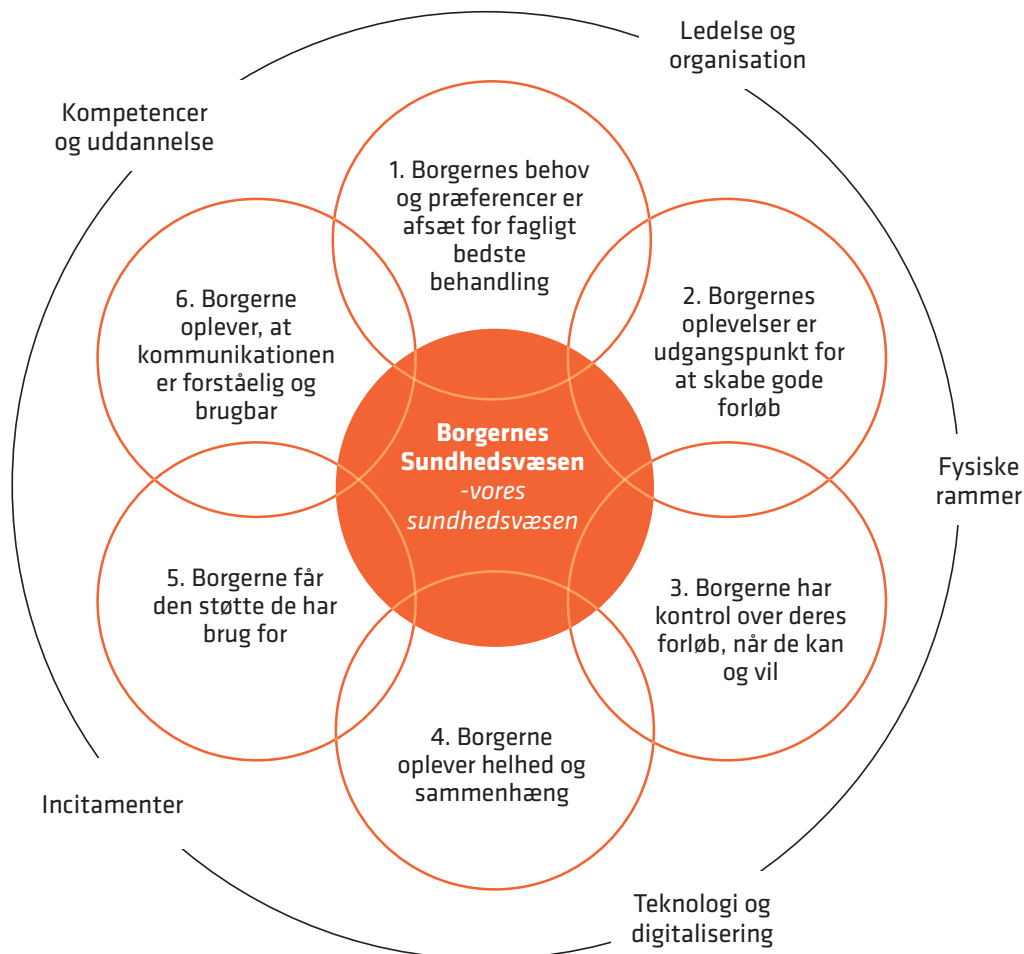 Ledelse og
organisation
Kompetencer
og uddannelse
1. Borgernes behov
og præferencer er
afsæt for fagligt
bedste
behandling
2. Borgernes
oplevelser er
udgangspunkt for
at skabe gode
forløb
6. Borgerne
oplever, at
kommunikationen
er forståelig og
brugbar
Borgernes
Sundhedsvæsen
-vores
sundhedsvæsen
Fysiske
rammer
5. Borgerne får
den støtte de har
brug for
3. Borgerne har
kontrol over deres
forløb, når de kan
og vil
4. Borgerne
oplever helhed og
sammenhæng
Incitamenter
Teknologi og
digitalisering